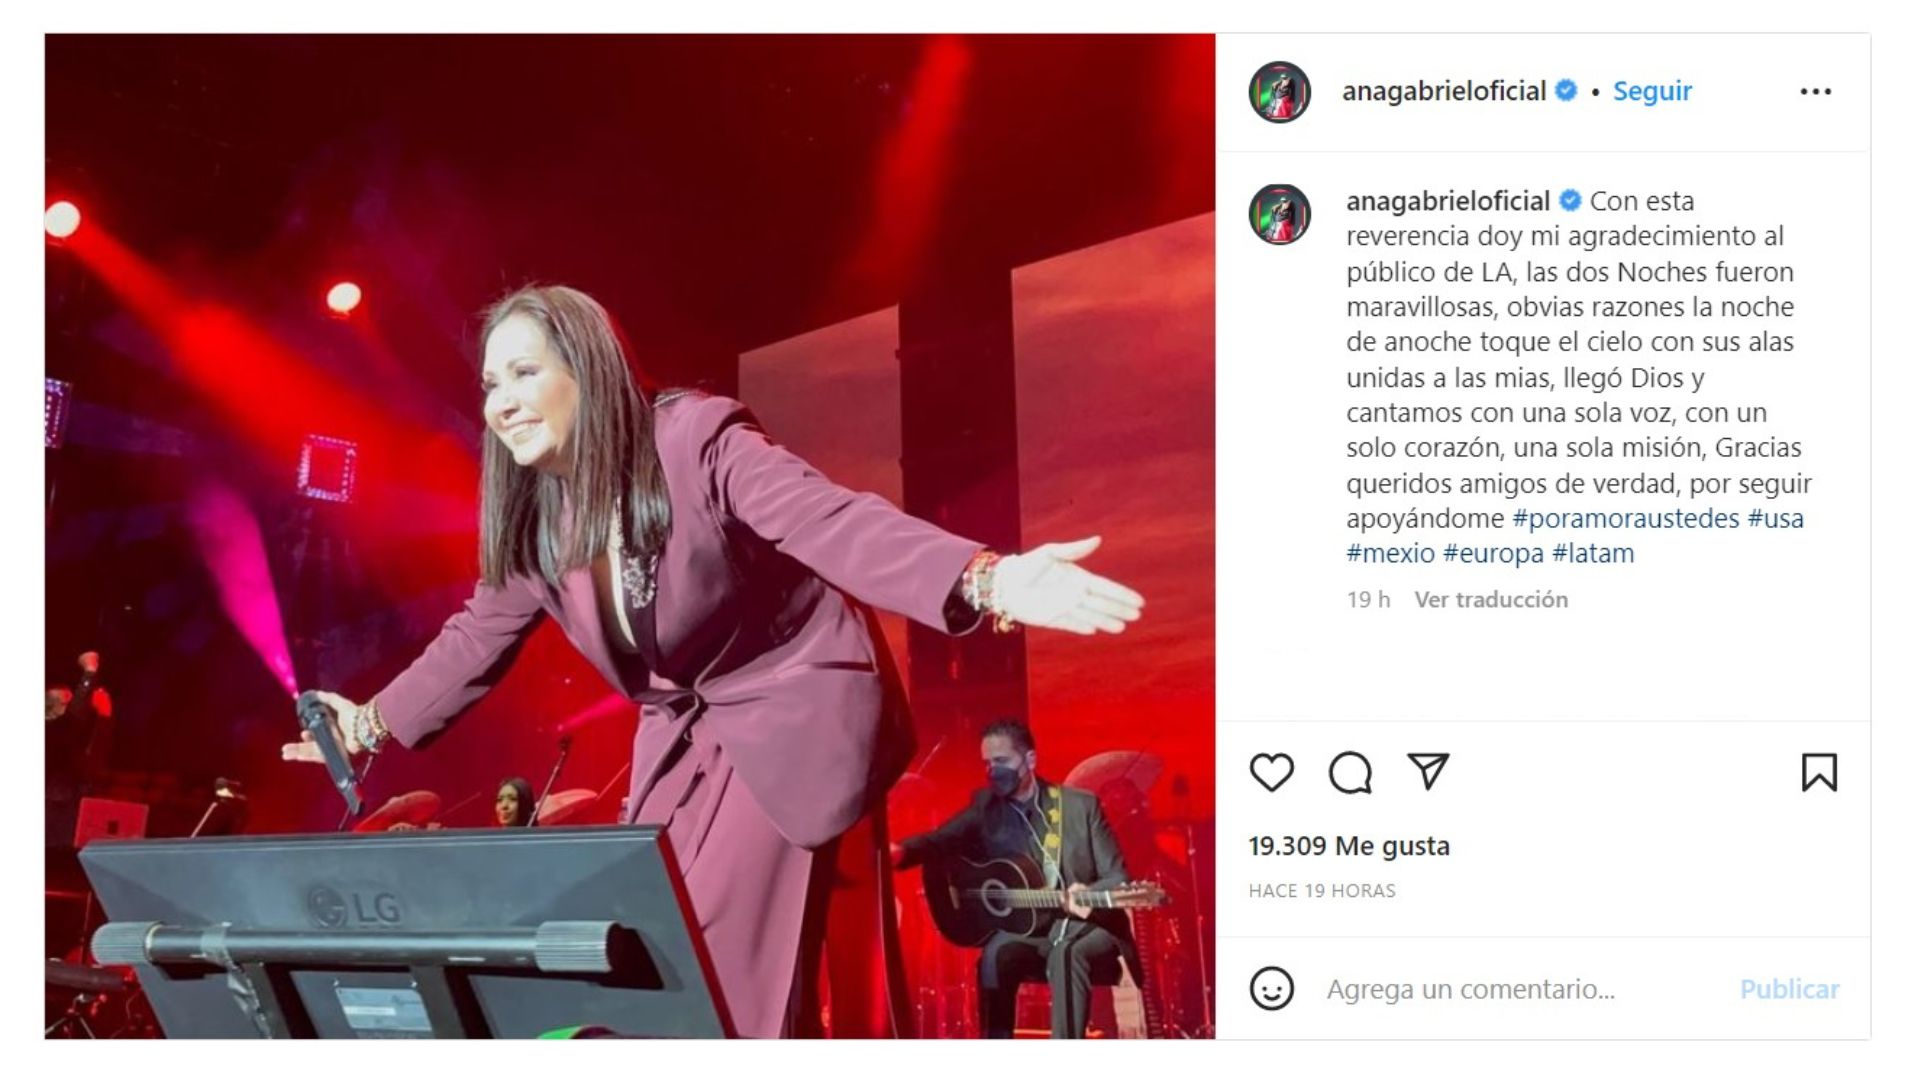 anagabrieloficial • Seguir
anagabrieloficial Con esta
reverencia doy mi agradecimiento al
público de LA, las dos Noches fueron
maravillosas, obvias razones la noche
de anoche toque el cielo con sus alas
unidas a las mias, llegó Dios y
cantamos con una sola voz, con un
solo corazón, una sola misión, Gracias
queridos amigos de verdad, por seguir
apoyándome #poramoraustedes #usa
#mexio #europa #latam
19 h Ver traducción
19.309 Me gusta
HACE 19 HORAS
Agrega un comentario... Publicar
LG